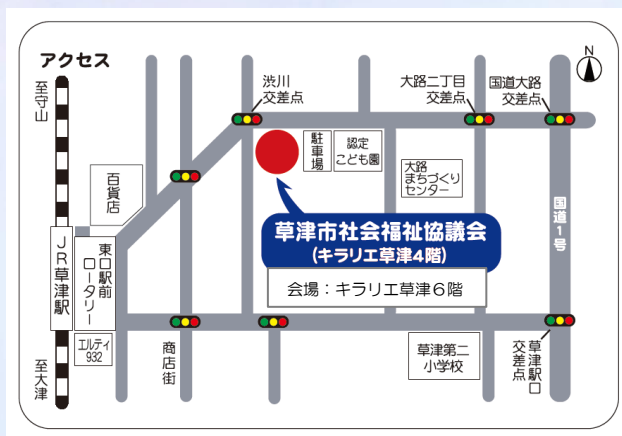 アクセス
N
至守山
渋川
交差点
大路二丁目
交差点
国道大路
交差点
駐車場
認定
こども園
大路
まちづくり
センター
百貨店
国道1号
草津市社会福祉協議会
(キラリエ草津4階)
会場：キラリエ草津６階
JR草津駅
東口駅前
ロータリー
エルティ
932
商店街
草津第二
小学校
草津駅口
交差点
至大津